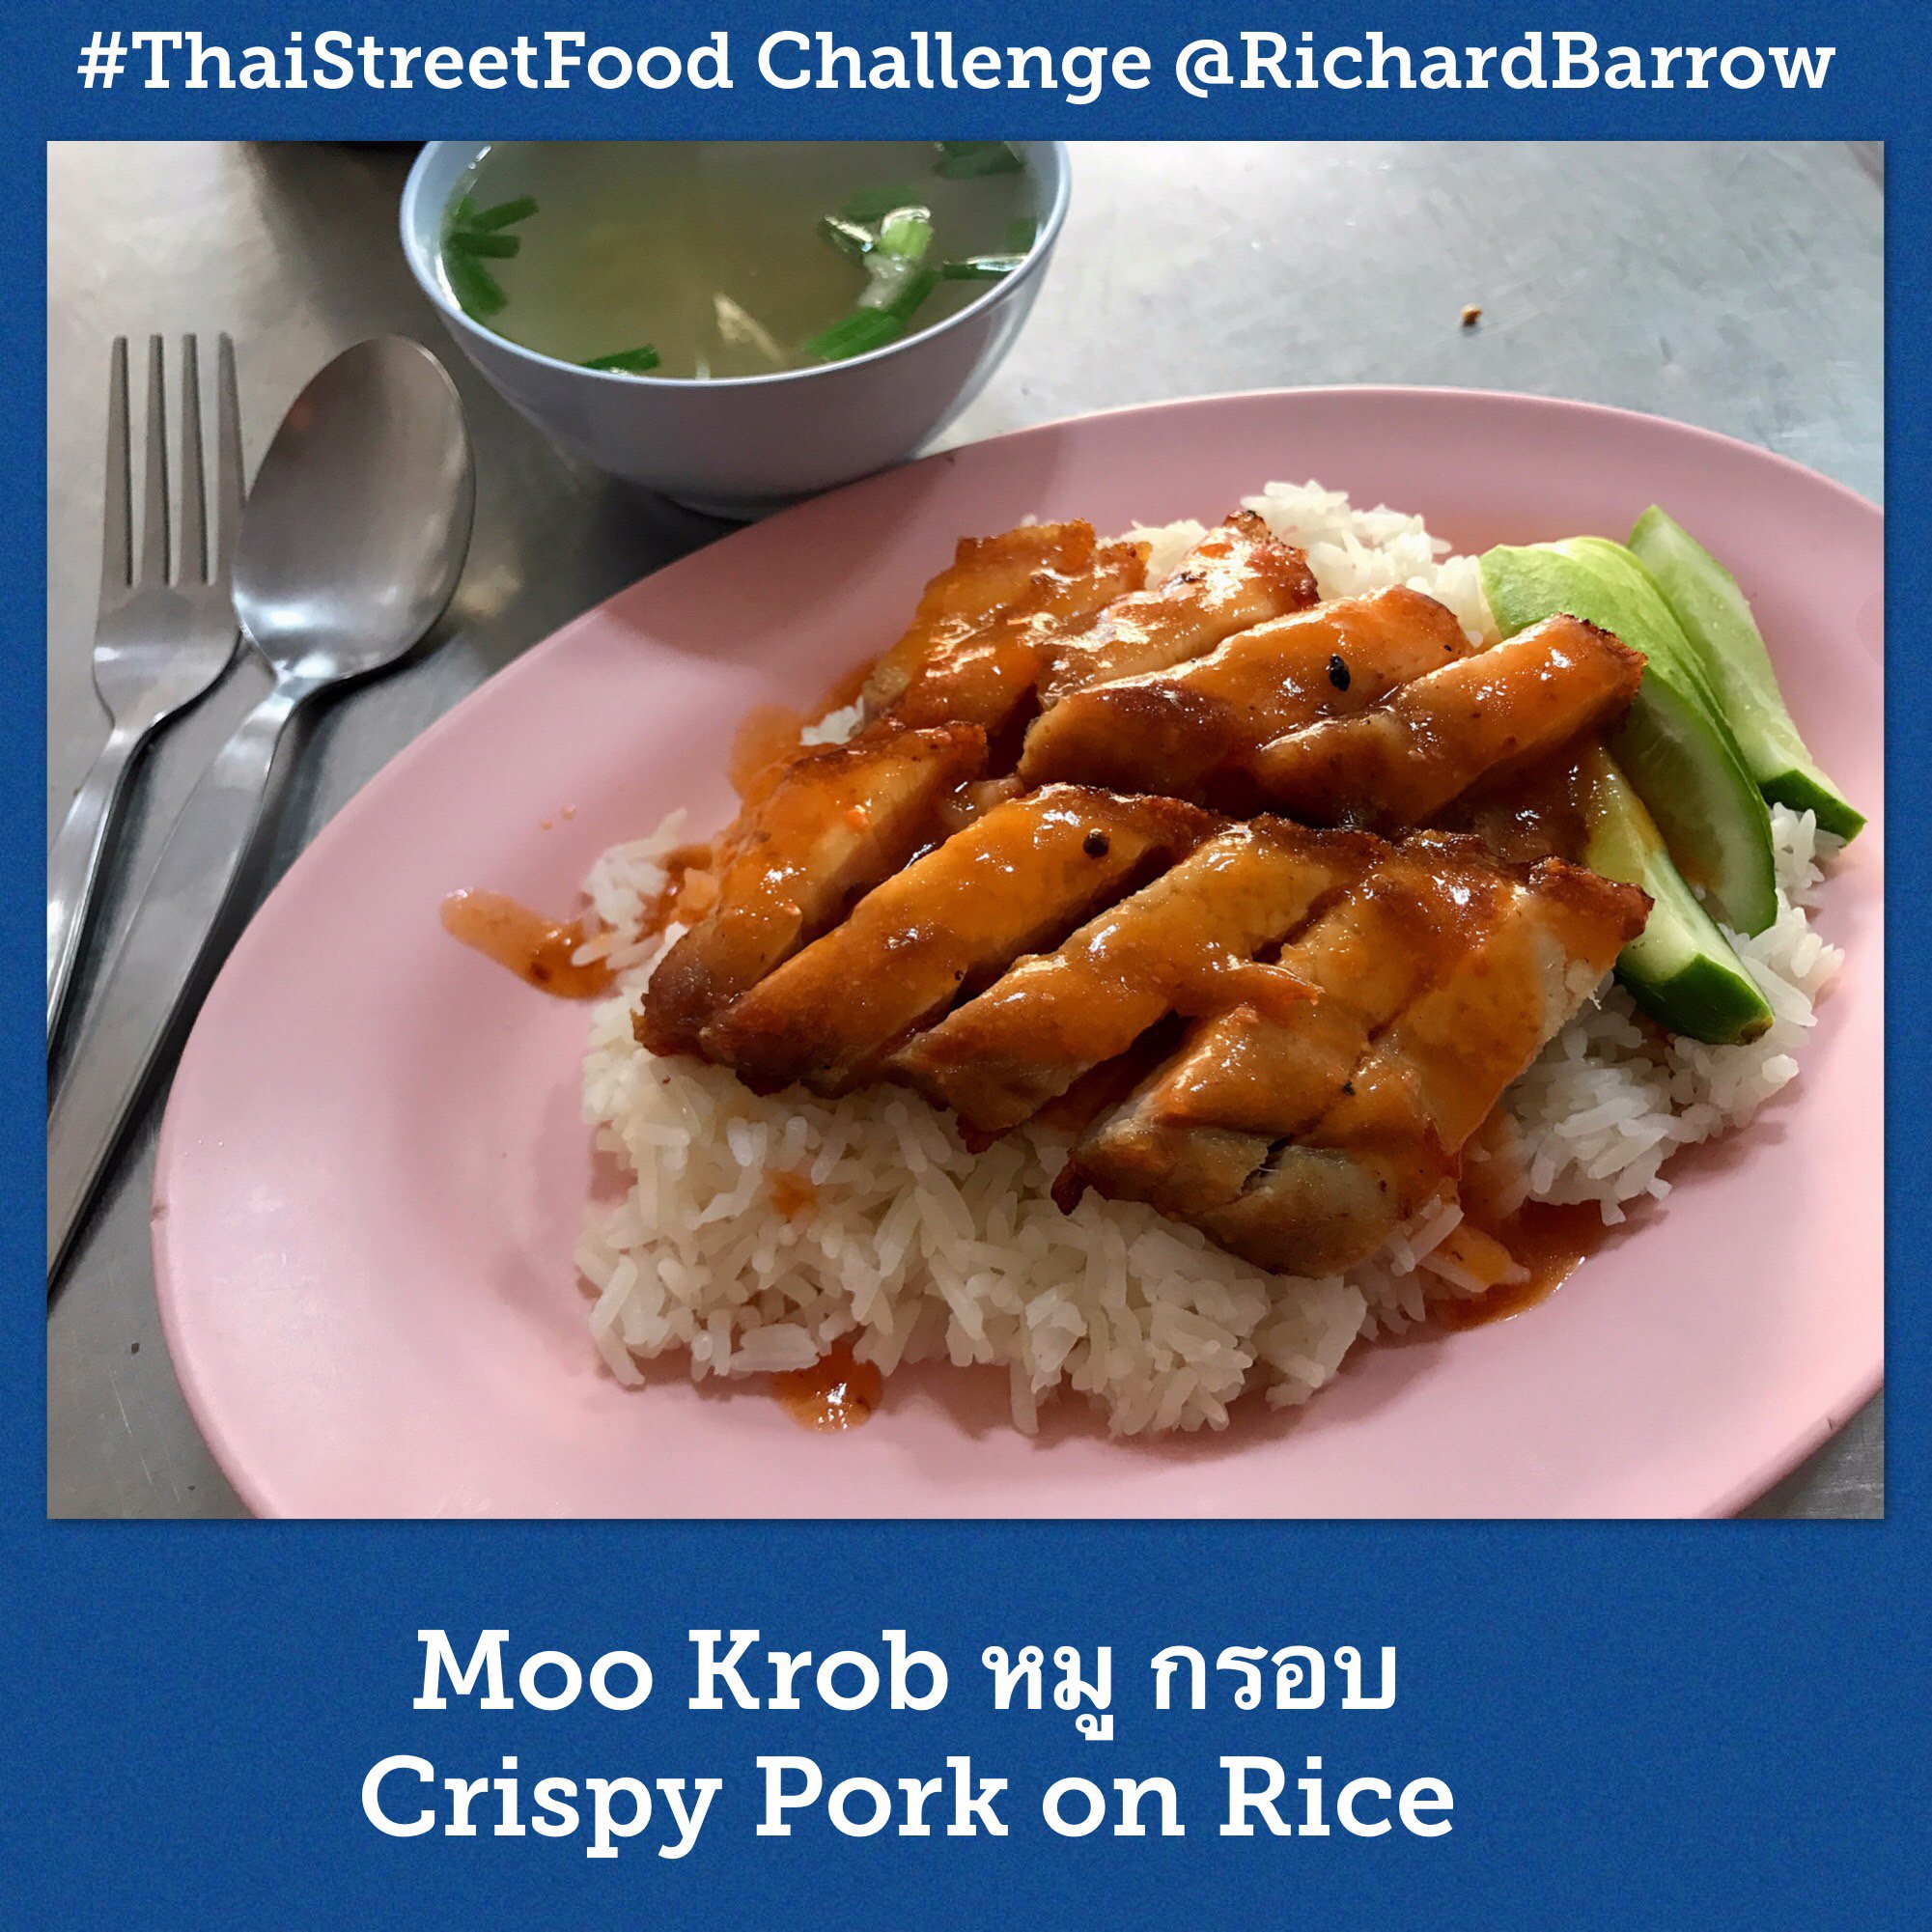 #ThaiStreetFood Challenge @RichardBarrow
Moo Krob หมู กรอบ
Crispy Pork on Rice